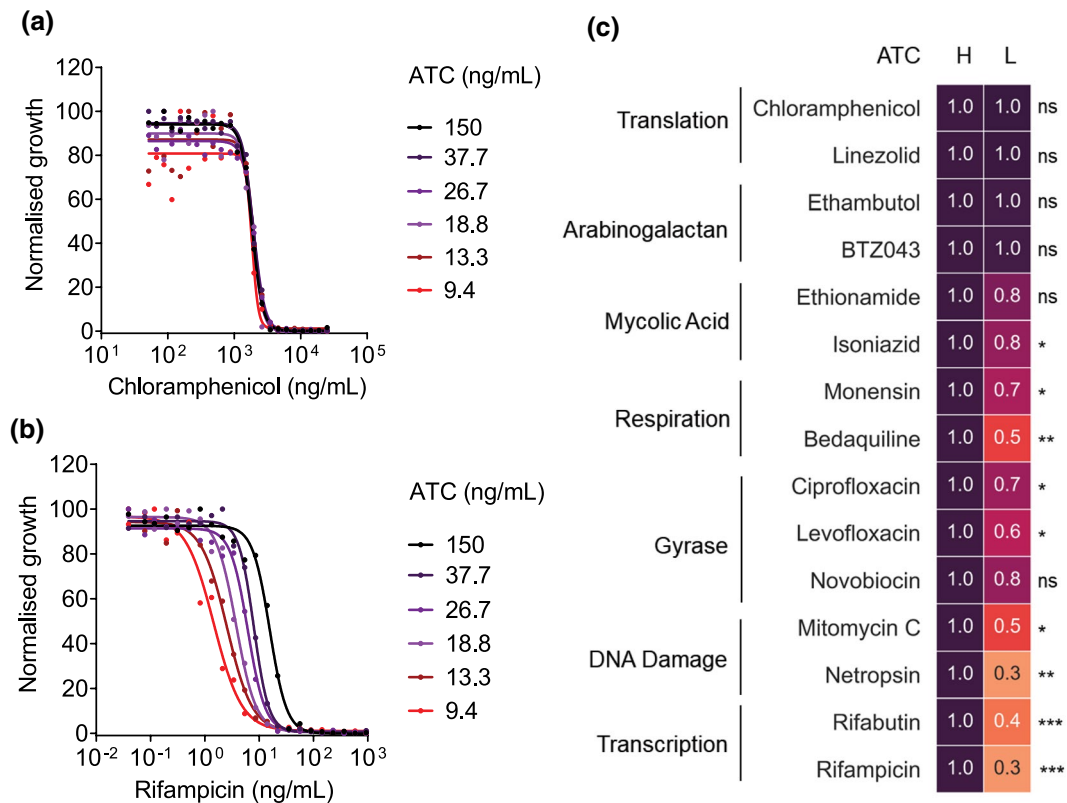 (a)
120
100
80
60
40
20
0
Normalised growth
10¹ 10² 10³ 10⁴ 10⁵
Chloramphenicol (ng/mL)
ATC (ng/mL)
150
37.7
26.7
18.8
13.3
9.4
(b)
120
100
80
60
40
20
0
Normalised growth
10⁻² 10⁻¹ 10⁰ 10¹ 10² 10³
Rifampicin (ng/mL)
ATC (ng/mL)
150
37.7
26.7
18.8
13.3
9.4
(c)
ATC H L
Translation
Chloramphenicol 1.0 1.0 ns
Linezolid 1.0 1.0 ns
Arabinogalactan
Ethambutol 1.0 1.0 ns
BTZ043 1.0 1.0 ns
Mycolic Acid
Ethionamide 1.0 0.8 ns
Isoniazid 1.0 0.8 *
Respiration
Monensin 1.0 0.7 *
Bedaquiline 1.0 0.5 **
Gyrase
Ciprofloxacin 1.0 0.7 *
Levofloxacin 1.0 0.6 *
Novobiocin 1.0 0.8 ns
DNA Damage
Mitomycin C 1.0 0.5 *
Netropsin 1.0 0.3 **
Transcription
Rifabutin 1.0 0.4 ***
Rifampicin 1.0 0.3 ***